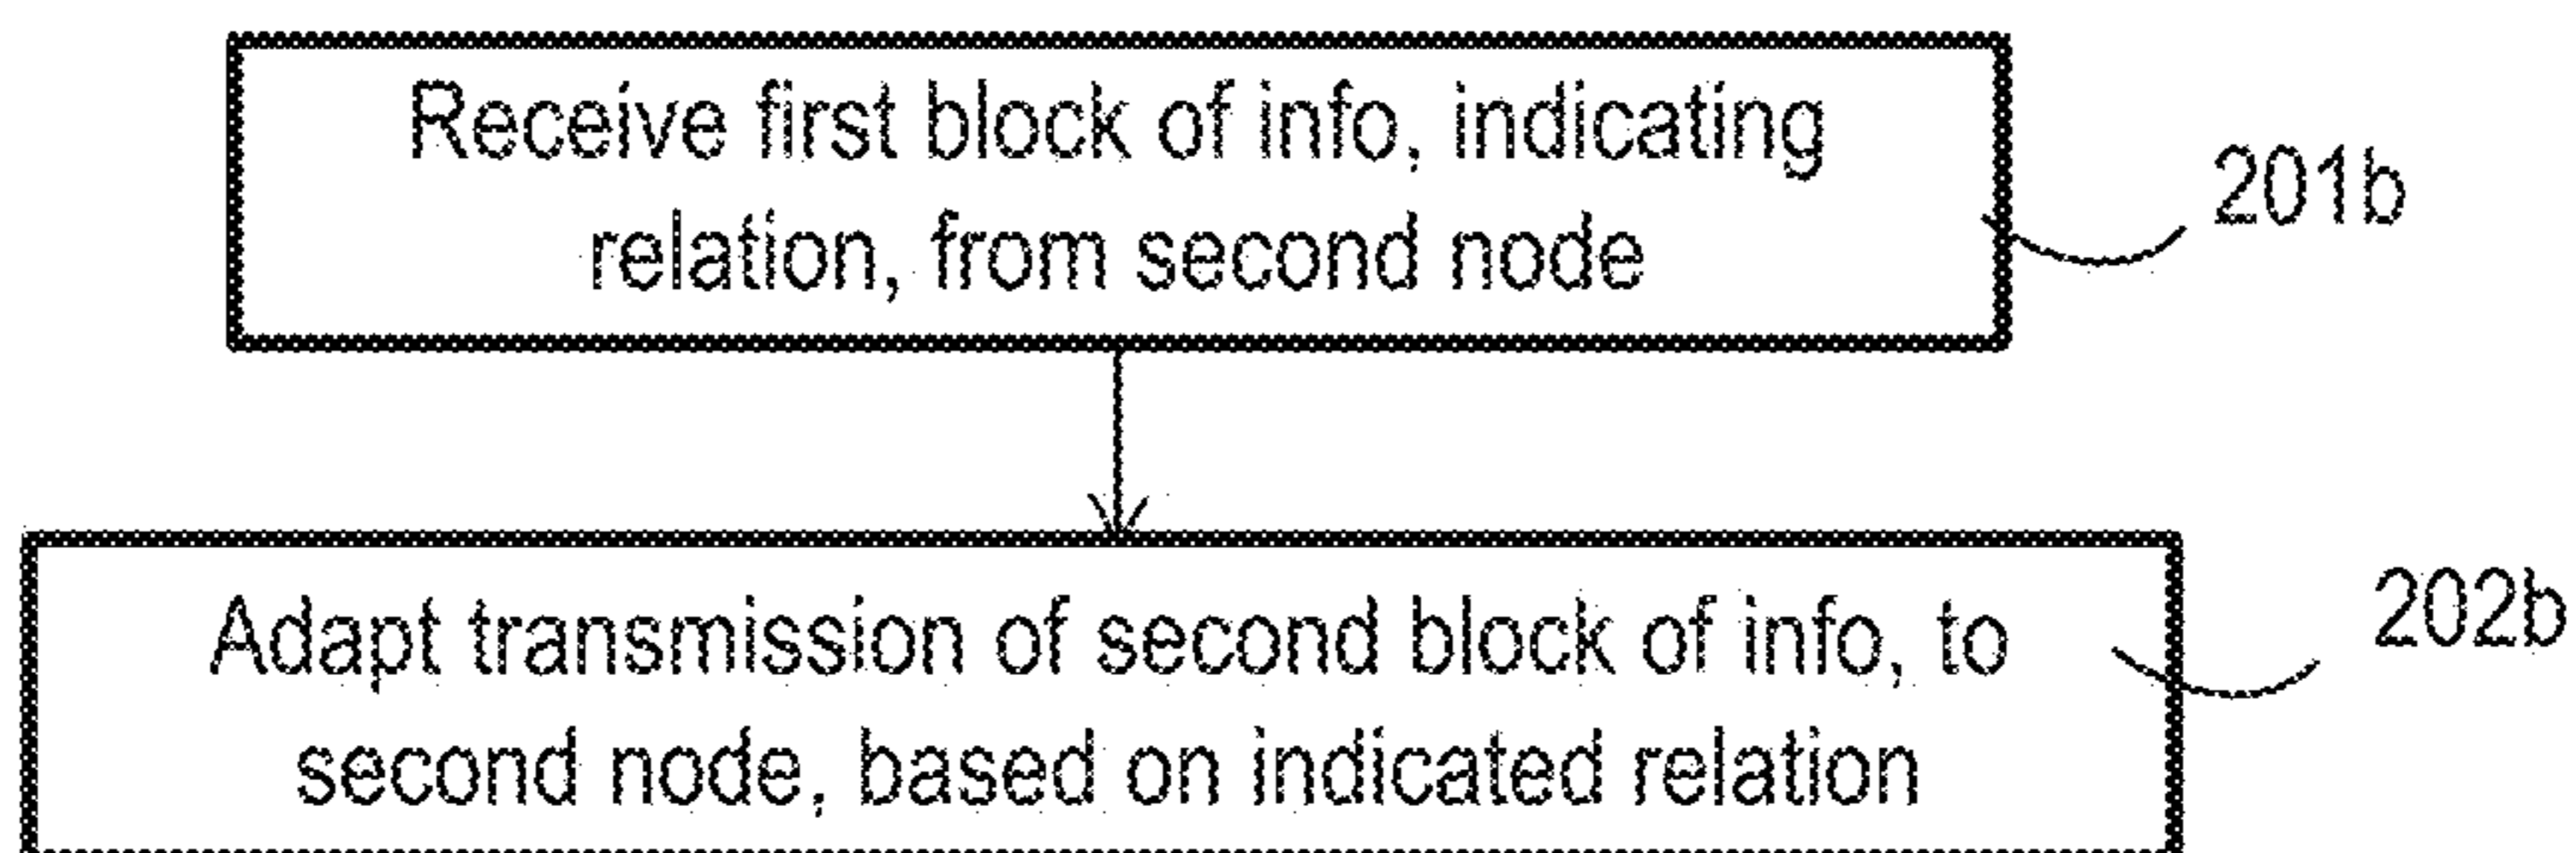 Receive first block of info, indicating
relation, from second node
201b
Adapt transmission of second block of info, to
second node, based on indicated relation
202b